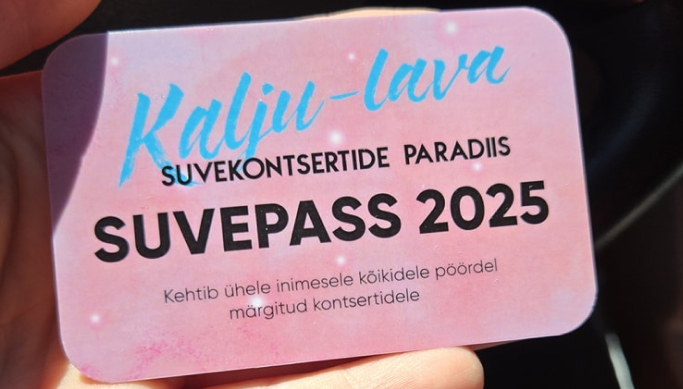 Kalju-lava
SUVEKONTSERTIDE PARADIIS
SUVEPASS 2025
Kehtib ühele inimesele kõikidele pöördel
märgitud kontsertidele